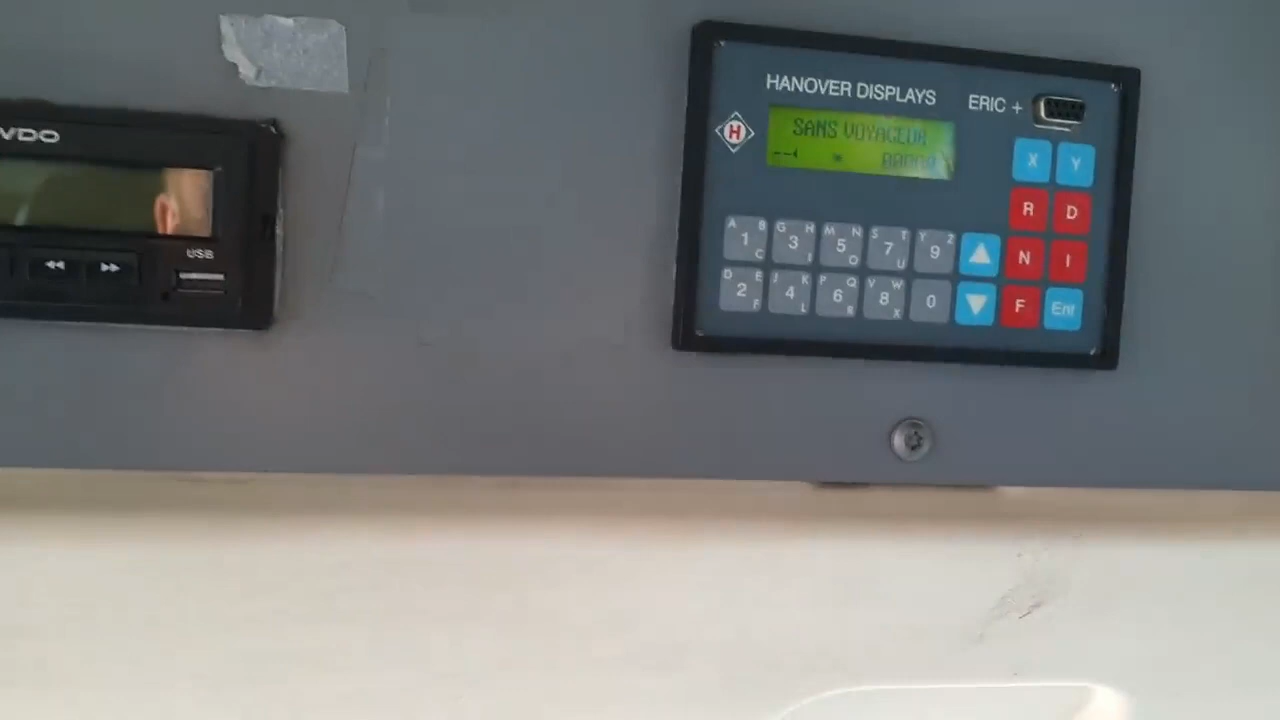 VDO
USB
HANOVER DISPLAYS
ERIC +
H
SANS VOYAGEUR
X Y
R D
A B 1 C
G H 3 I
M N 5 O
S T 7 U
Y Z 9
N I
D E 2 F
J K 4 L
P Q 6 R
V W 8 X
0
F Ent